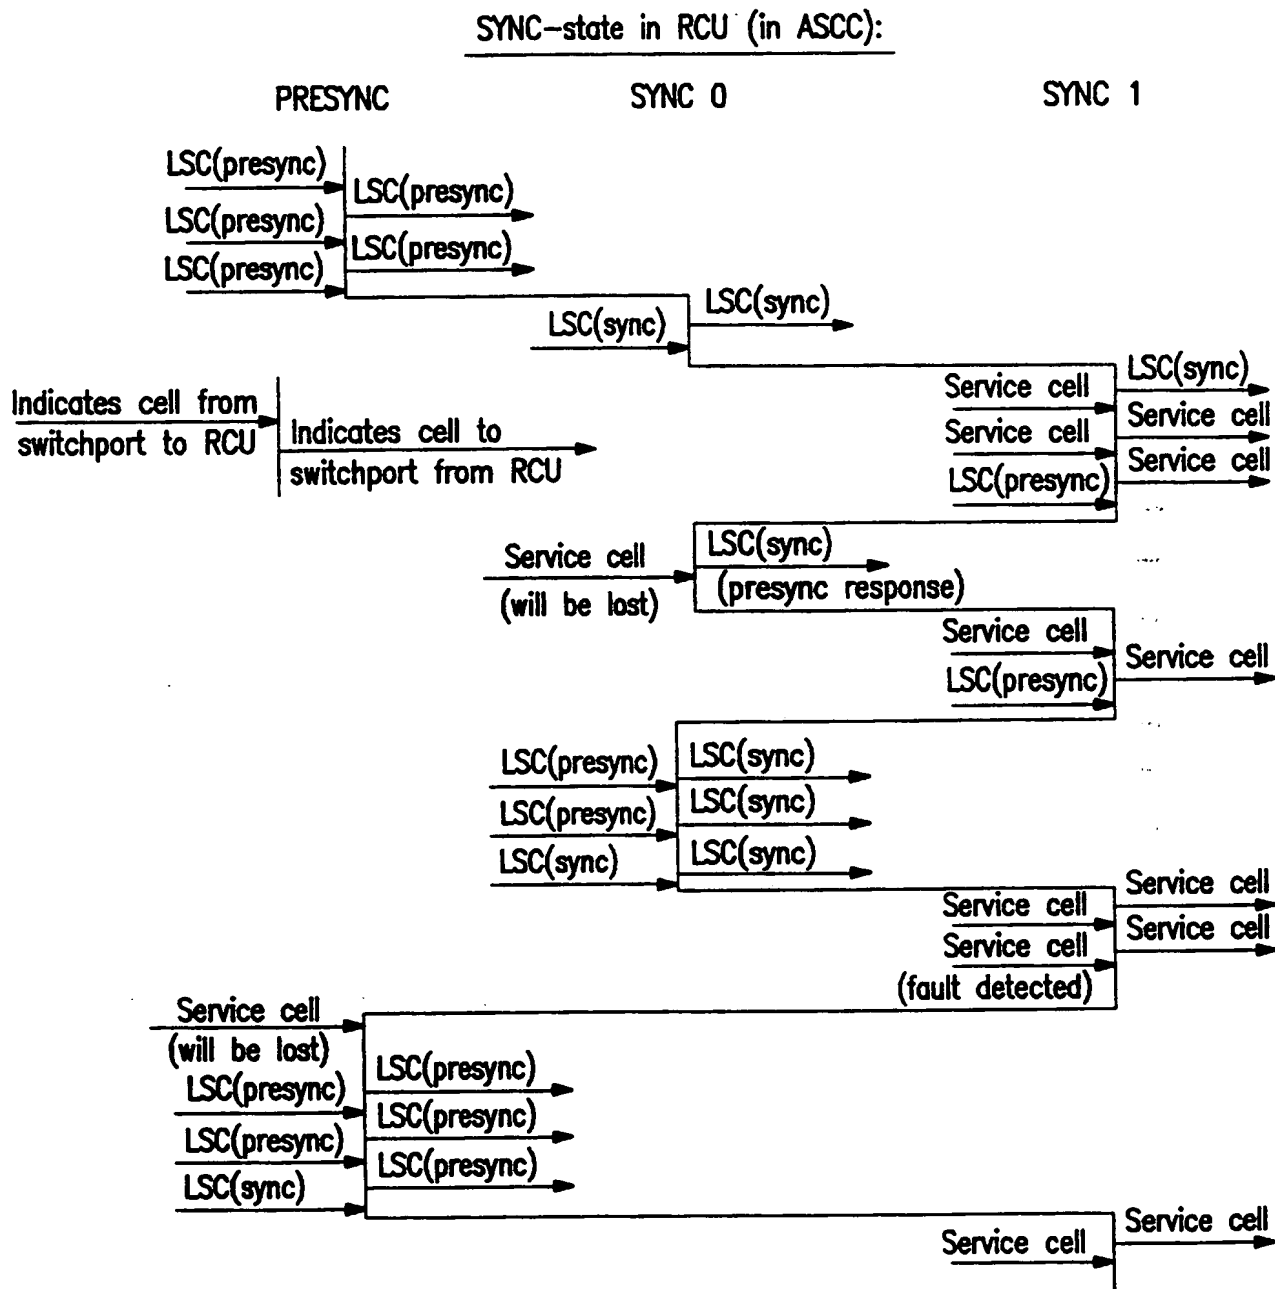 SYNC-state in RCU (in ASCC):
PRESYNC
SYNC 0
SYNC 1
LSC(presync)
LSC(presync)
LSC(presync)
LSC(presync)
LSC(presync)
LSC(sync)
LSC(sync)
LSC(sync)
Service cell
Service cell
Service cell
Service cell
LSC(presync)
Indicates cell from
switchport to RCU
Indicates cell to
switchport from RCU
Service cell
(will be lost)
LSC(sync)
(presync response)
Service cell
Service cell
LSC(presync)
LSC(presync)
LSC(sync)
LSC(presync)
LSC(sync)
LSC(sync)
LSC(sync)
Service cell
Service cell
Service cell
Service cell
(fault detected)
Service cell
(will be lost)
LSC(presync)
LSC(presync)
LSC(presync)
LSC(presync)
LSC(presync)
LSC(sync)
Service cell
Service cell